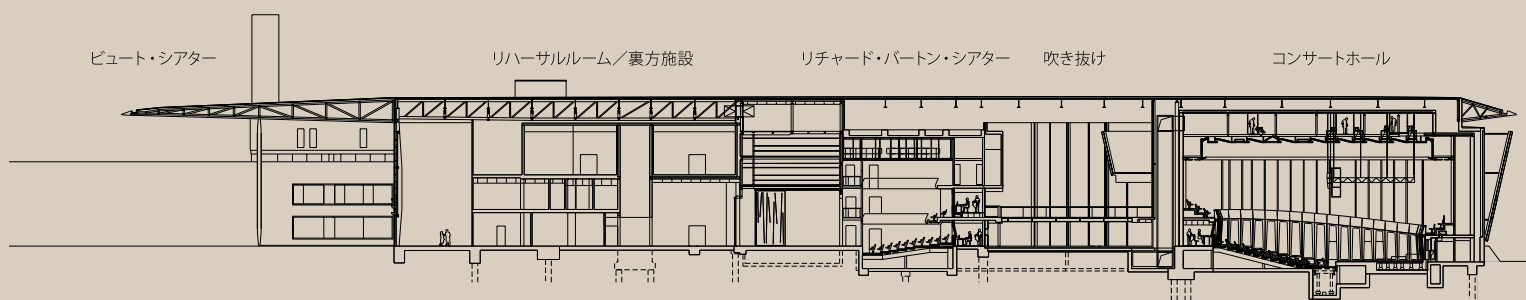 ビュート・シアター
リハーサルルーム／裏方施設
リチャード・バートン・シアター
吹き抜け
コンサートホール